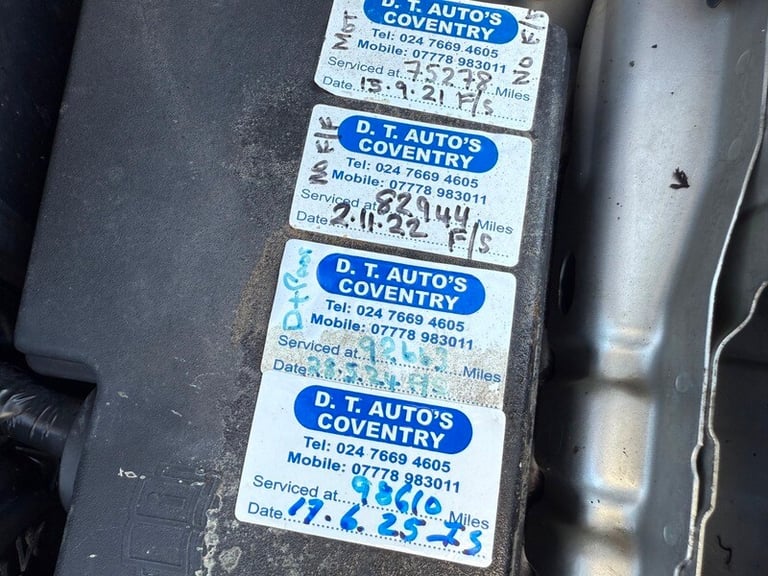 D. T. AUTO'S
COVENTRY
Tel: 024 7669 4605
Mobile: 07778 983011
Serviced at 75278 Miles
Date 13.9.21 F/S
MOT
NO F/F
D. T. AUTO'S
COVENTRY
Tel: 024 7669 4605
Mobile: 07778 983011
Serviced at 82944 Miles
Date 2.11.22 F/S
NO F/F
D. T. AUTO'S
COVENTRY
Tel: 024 7669 4605
Mobile: 07778 983011
Serviced at 92663 Miles
Date F/S
D. T. AUTO'S
COVENTRY
Tel: 024 7669 4605
Mobile: 07778 983011
Serviced at 98610 Miles
Date 17.6.25 IS